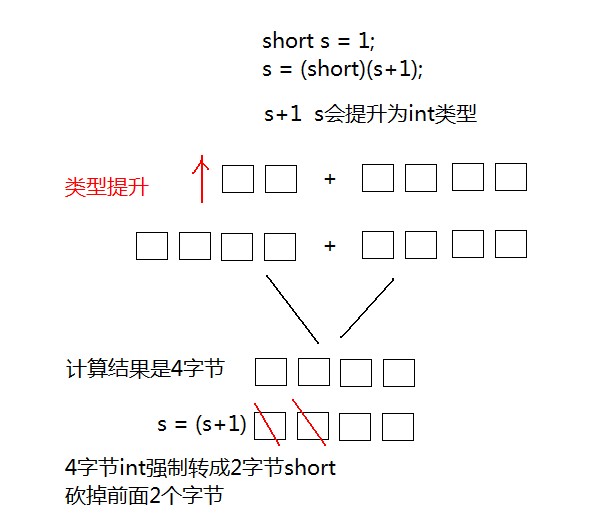 short s = 1;
s = (short)(s+1);
s+1 s会提升为int类型
类型提升
+
+
计算结果是4字节
s = (s+1)
4字节int强制转成2字节short
砍掉前面2个字节